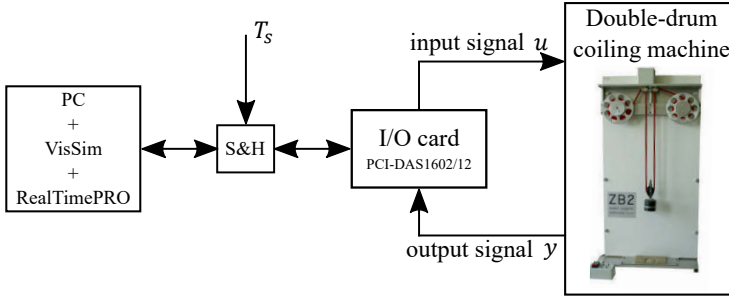 PC
+
VisSim
+
RealTimePRO
T_s
S&H
I/O card
PCI-DAS1602/12
input signal u
output signal y
Double-drum
coiling machine
ZB2